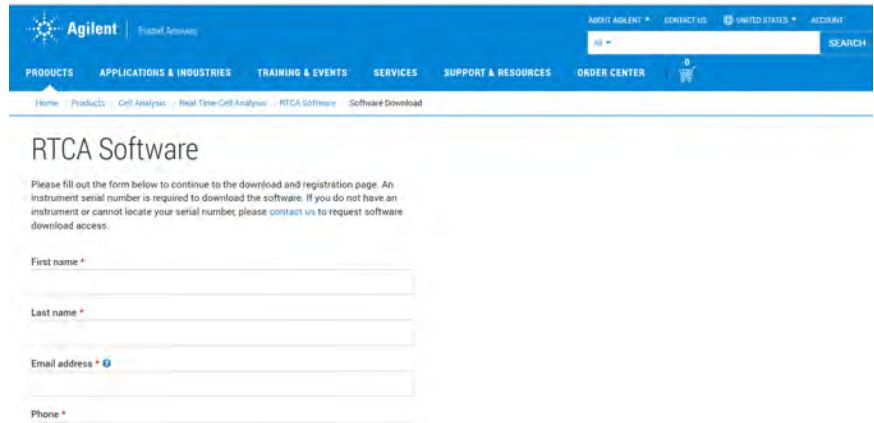 ABOUT AGILENT CONTACT US UNITED STATES ACCOUNT
Agilent Trusted Answers
All SEARCH
PRODUCTS APPLICATIONS & INDUSTRIES TRAINING & EVENTS SERVICES SUPPORT & RESOURCES ORDER CENTER 0
Home Products Cell Analysis Real Time Cell Analysis RTCA Software Software Download
RTCA Software
Please fill out the form below to continue to the download and registration page. An
instrument serial number is required to download the software. If you do not have an
instrument or cannot locate your serial number, please contact us to request software
download access.
First name *
Last name *
Email address *
Phone *